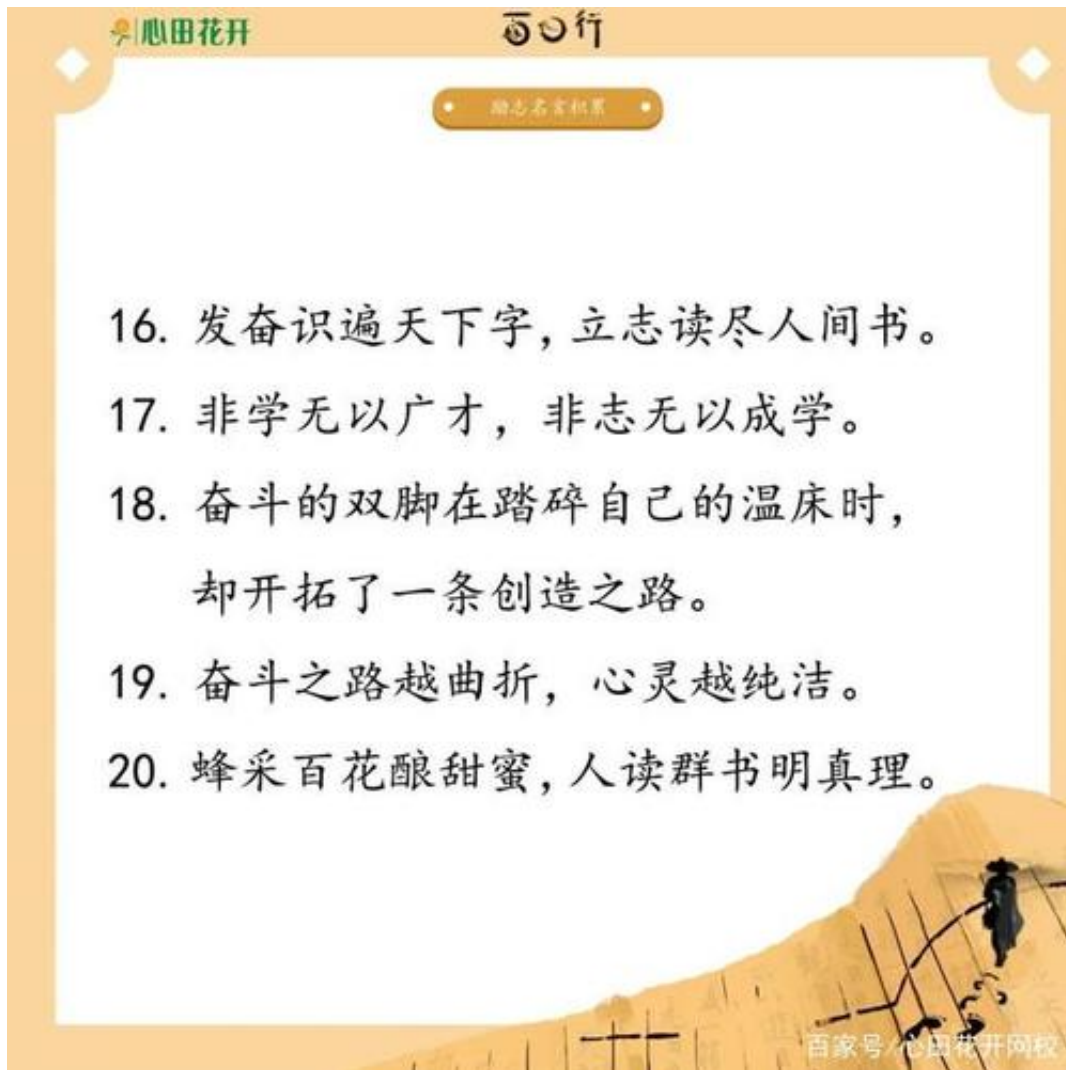 心田花开
百日行
励志名言积累
16. 发奋识遍天下字,立志读尽人间书。
17. 非学无以广才，非志无以成学。
18. 奋斗的双脚在踏碎自己的温床时,
却开拓了一条创造之路。
19. 奋斗之路越曲折，心灵越纯洁。
20. 蜂采百花酿甜蜜,人读群书明真理。
百家号/心田花开网校